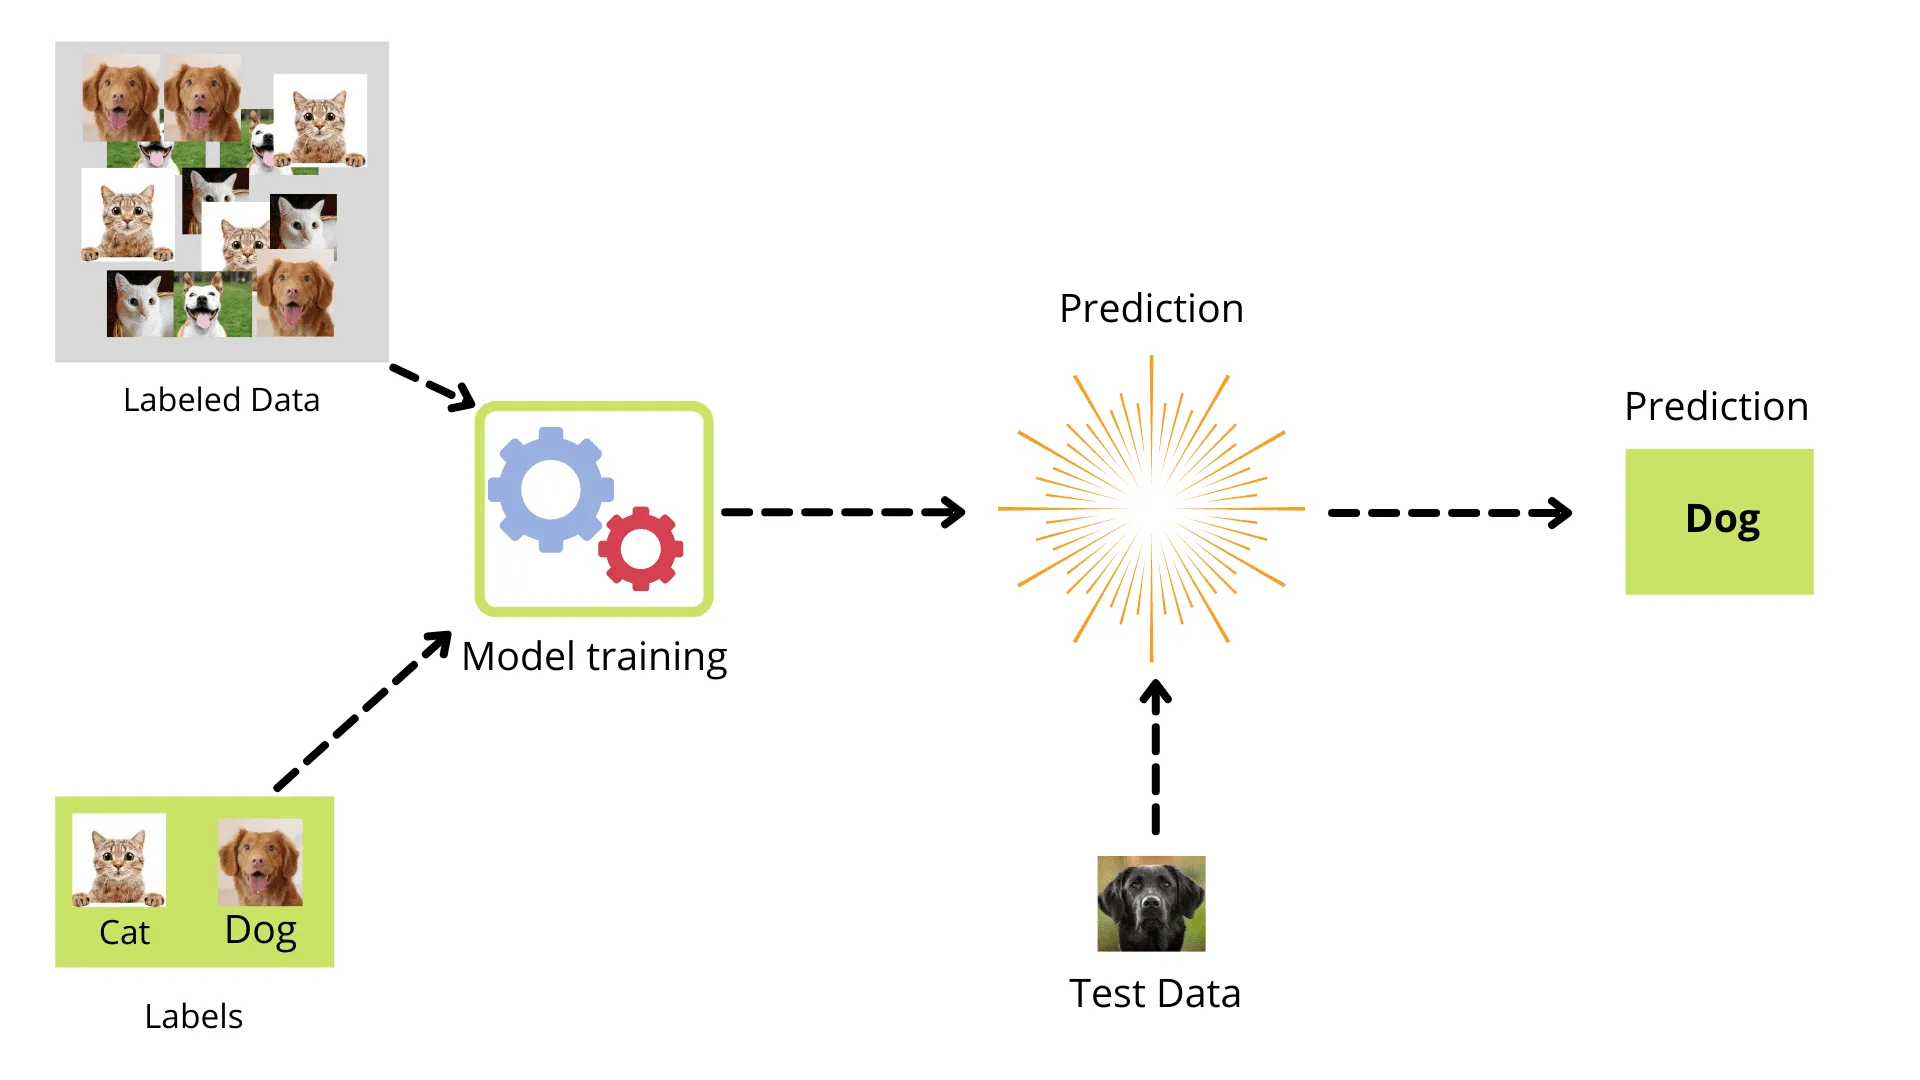 Labeled Data
Model training
Cat
Dog
Labels
Prediction
Test Data
Prediction
Dog